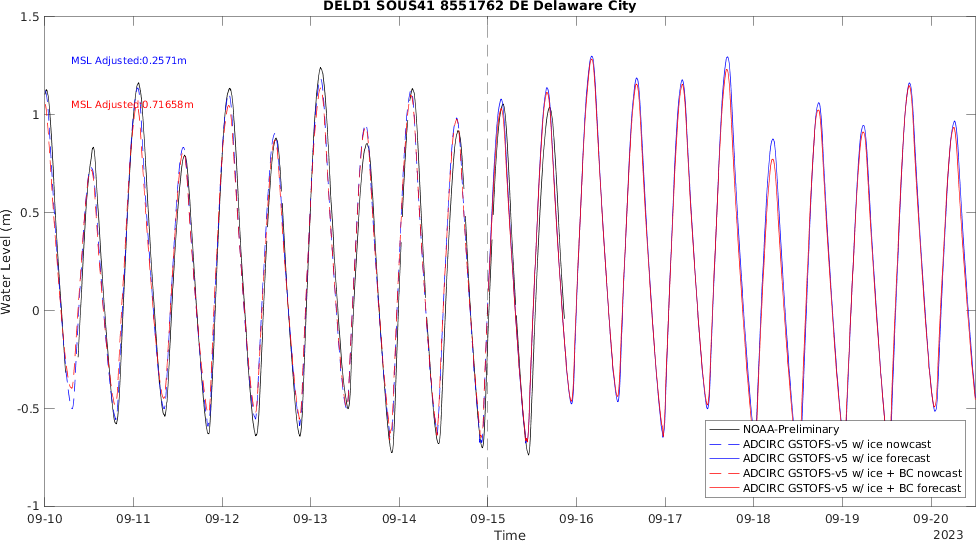 DELD1 SOUS41 8551762 DE Delaware City
MSL Adjusted:0.2571m
MSL Adjusted:0.71658m
Water Level (m)
1.5
1
0.5
0
-0.5
-1
NOAA-Preliminary
ADCIRC GSTOFS-v5 w/ ice nowcast
ADCIRC GSTOFS-v5 w/ ice forecast
ADCIRC GSTOFS-v5 w/ ice + BC nowcast
ADCIRC GSTOFS-v5 w/ ice + BC forecast
09-10 09-11 09-12 09-13 09-14 09-15 09-16 09-17 09-18 09-19 09-20
Time
2023